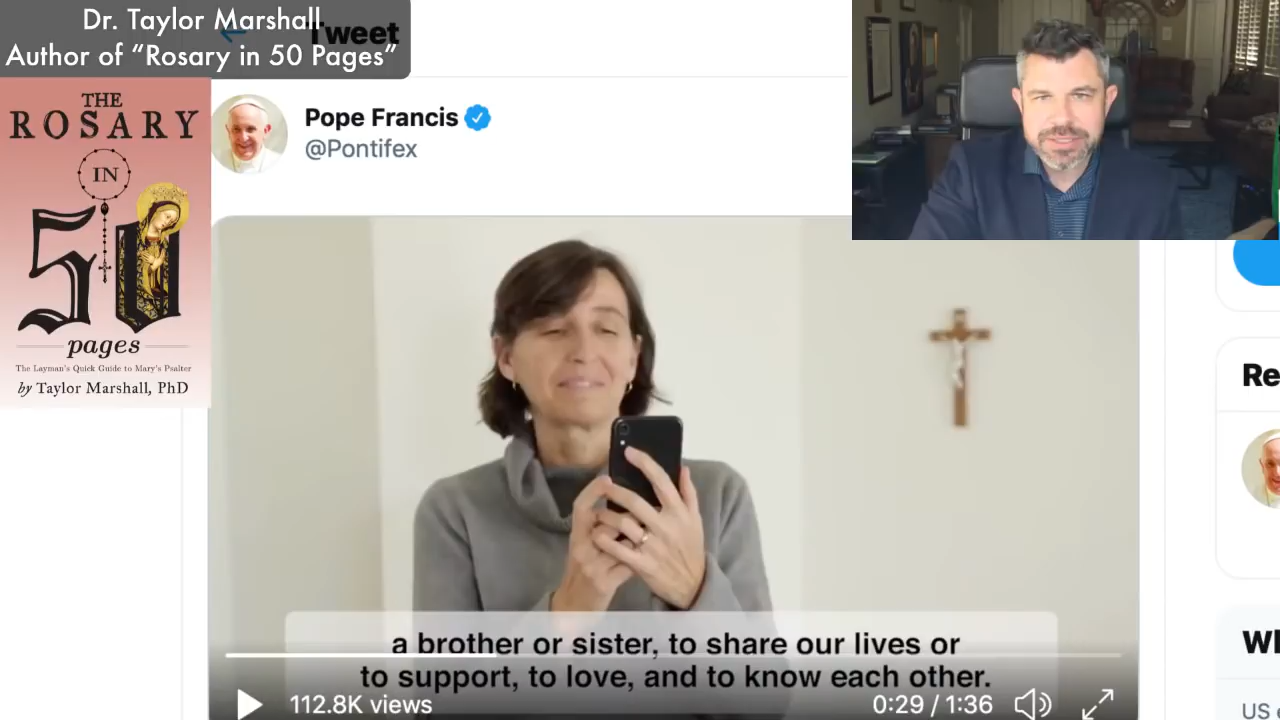 Dr. Taylor Marshall
Author of “Rosary in 50 Pages”
Tweet
THE
ROSARY
IN
50
pages
The Layman's Quick Guide to Mary's Psalter
by Taylor Marshall, PhD
Pope Francis
@Pontifex
a brother or sister, to share our lives or
to support, to love, and to know each other.
112.8K views
0:29 / 1:36
Re
Wh
US e